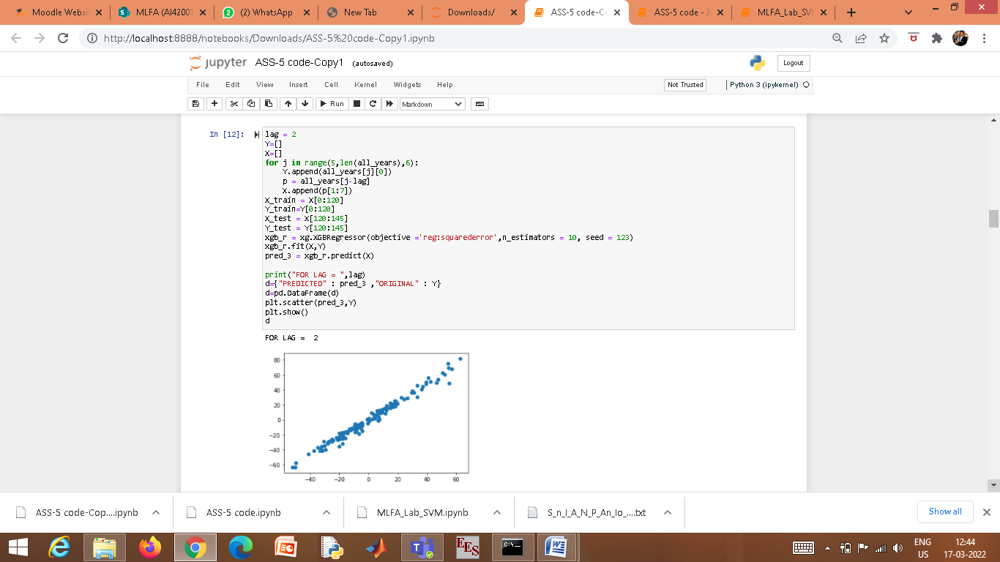 Moodle Websi
MLFA (AI42001
(2) WhatsApp
New Tab
Downloads/
ASS-5 code-Co
ASS-5 code - J
MLFA_Lab_SVM
http://localhost:8888/notebooks/Downloads/ASS-5%20code-Copy1.ipynb
jupyter ASS-5 code-Copy1 (autosaved)
Logout
File Edit View Insert Cell Kernel Widgets Help
Not Trusted
Python 3 (ipykernel)
Run
Markdown
In [12]:
lag = 2
Y=[]
X=[]
for j in range(5,len(all_years),6):
    Y.append(all_years[j][0])
    p = all_years[j-lag]
    X.append(p[1:7])
X_train = X[0:120]
Y_train=Y[0:120]
X_test = X[120:145]
Y_test = Y[120:145]
xgb_r = xg.XGBRegressor(objective ='reg:squarederror',n_estimators = 10, seed = 123)
xgb_r.fit(X,Y)
pred_3 = xgb_r.predict(X)
print("FOR LAG = ",lag)
d={"PREDICTED" : pred_3 ,"ORIGINAL" : Y}
d=pd.DataFrame(d)
plt.scatter(pred_3,Y)
plt.show()
d
FOR LAG =  2
80
60
40
20
0
−20
−40
−60
−40 −20 0 20 40 60
ASS-5 code-Cop....ipynb
ASS-5 code.ipynb
MLFA_Lab_SVM.ipynb
S_n_I_A_N_P_An_Io_....txt
Show all
EES
C:\
ENG
US
12:44
17-03-2022